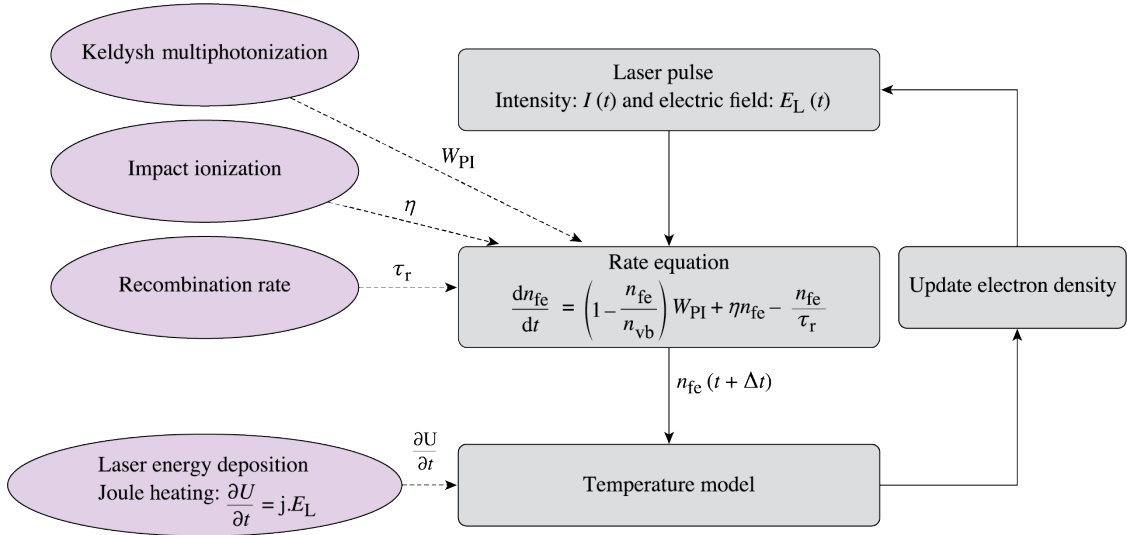 Keldysh multiphotonization
Laser pulse
Intensity: I (t) and electric field: E_L (t)
W_PI
Impact ionization
η
Rate equation
Recombination rate
τ_r
dn_fe/dt = (1 − n_fe/n_vb) W_PI + ηn_fe − n_fe/τ_r
Update electron density
n_fe (t + Δt)
Laser energy deposition
Joule heating: ∂U/∂t = j.E_L
∂U/∂t
Temperature model